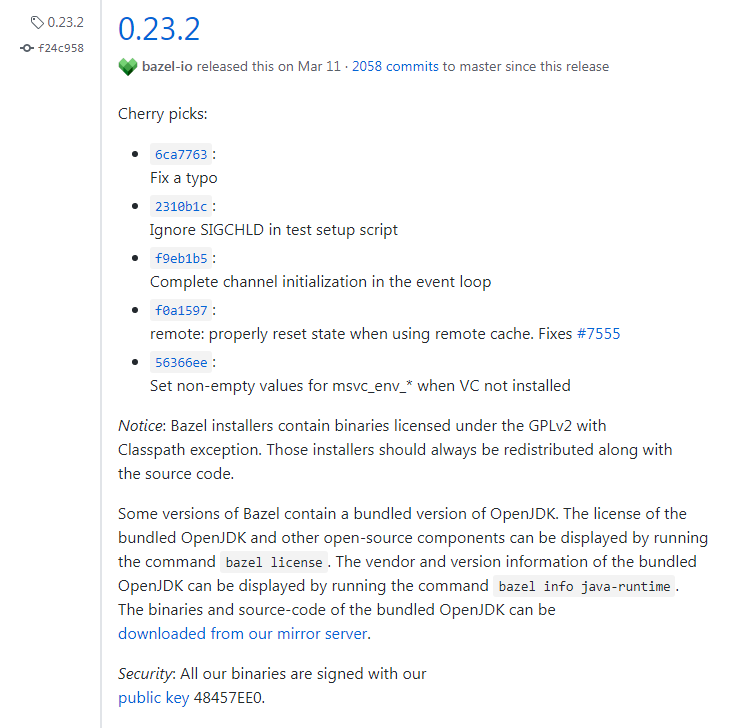 0.23.2
f24c958
0.23.2
bazel-io released this on Mar 11 · 2058 commits to master since this release
Cherry picks:
• 6ca7763:
Fix a typo
• 2310b1c:
Ignore SIGCHLD in test setup script
• f9eb1b5:
Complete channel initialization in the event loop
• f0a1597:
remote: properly reset state when using remote cache. Fixes #7555
• 56366ee:
Set non-empty values for msvc_env_* when VC not installed
Notice: Bazel installers contain binaries licensed under the GPLv2 with
Classpath exception. Those installers should always be redistributed along with
the source code.
Some versions of Bazel contain a bundled version of OpenJDK. The license of the
bundled OpenJDK and other open-source components can be displayed by running
the command bazel license. The vendor and version information of the bundled
OpenJDK can be displayed by running the command bazel info java-runtime.
The binaries and source-code of the bundled OpenJDK can be
downloaded from our mirror server.
Security: All our binaries are signed with our
public key 48457EE0.